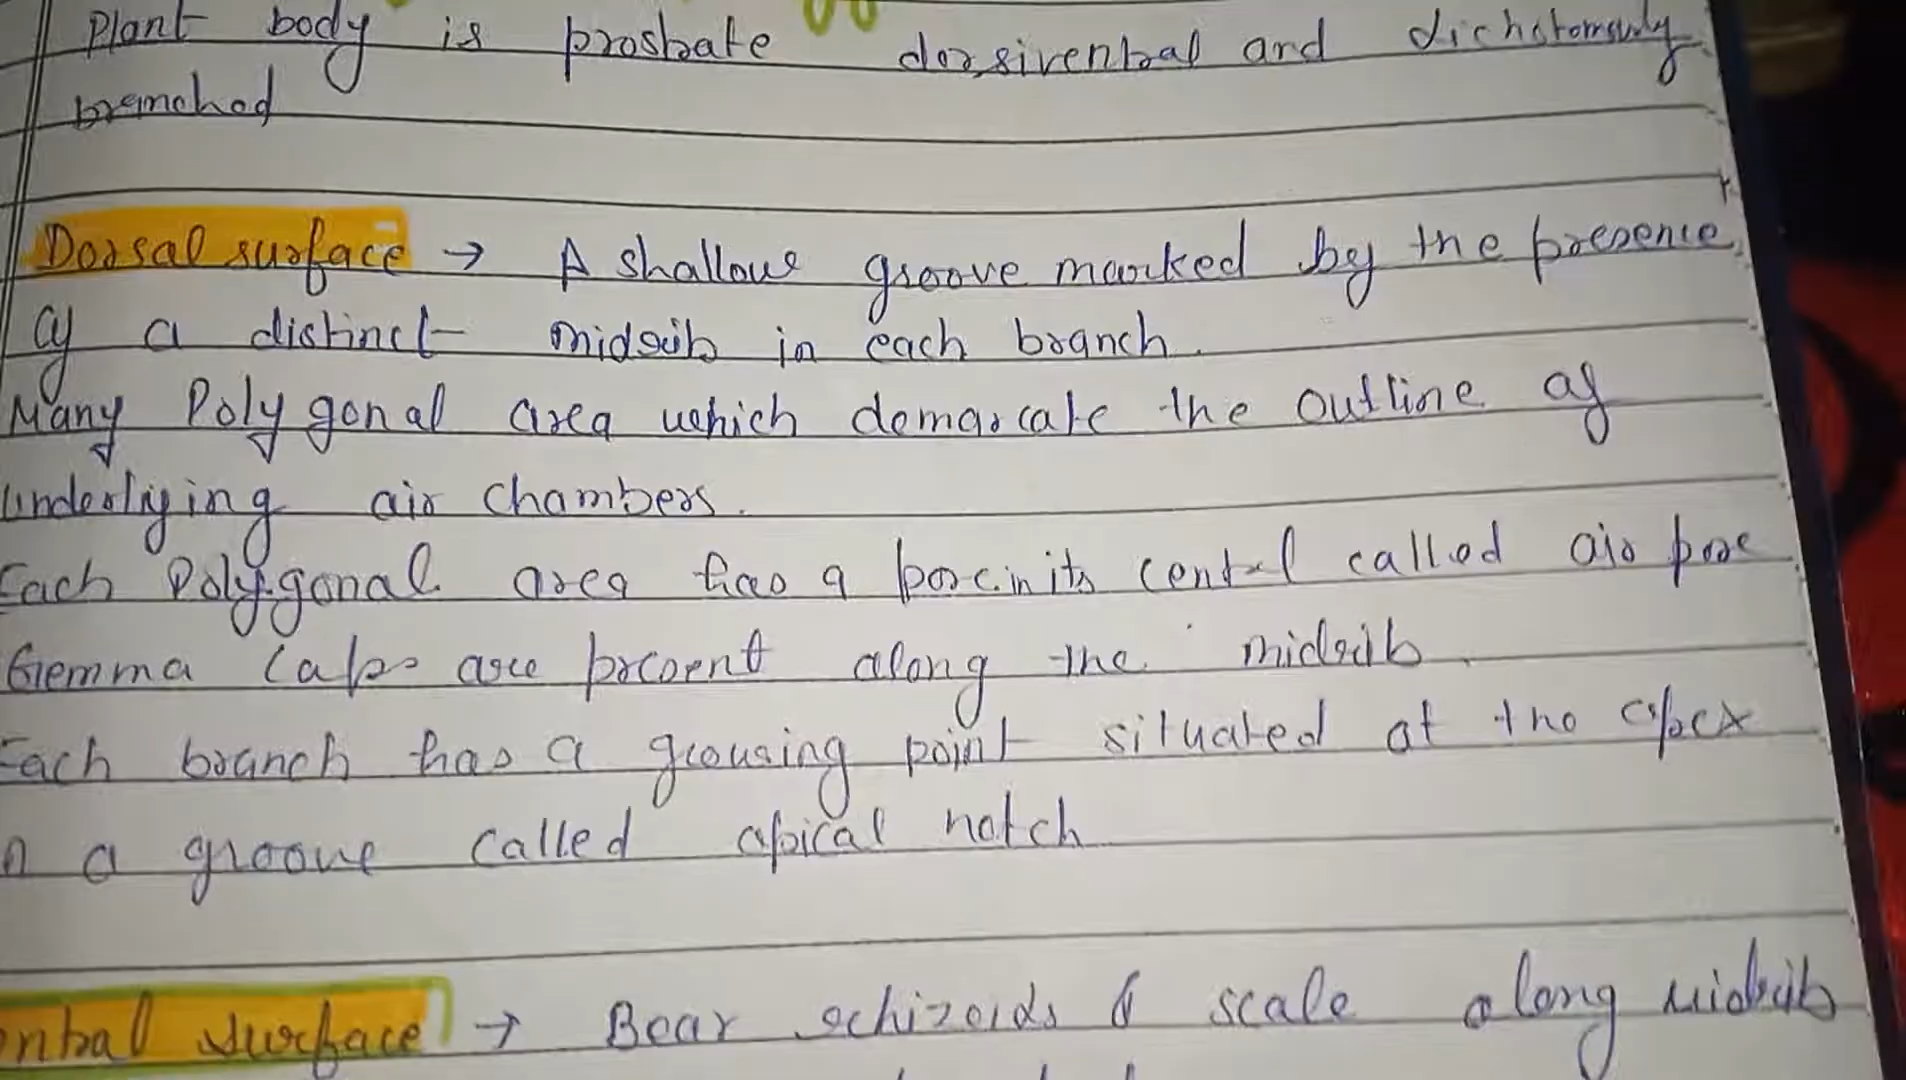 Plant body is prostrate dorsiventral and dichotomously
branched
Dorsal surface → A shallow groove marked by the presence
of a distinct midrib in each branch.
Many Polygonal area which demarcate the outline of
underlying air chambers.
Each Polygonal area has a pore in its central called air pore
Gemma cups are present along the midrib.
Each branch has a growing point situated at the apex
n a groove called apical notch
ntral surface → Bear rhizoids & scale along midrib